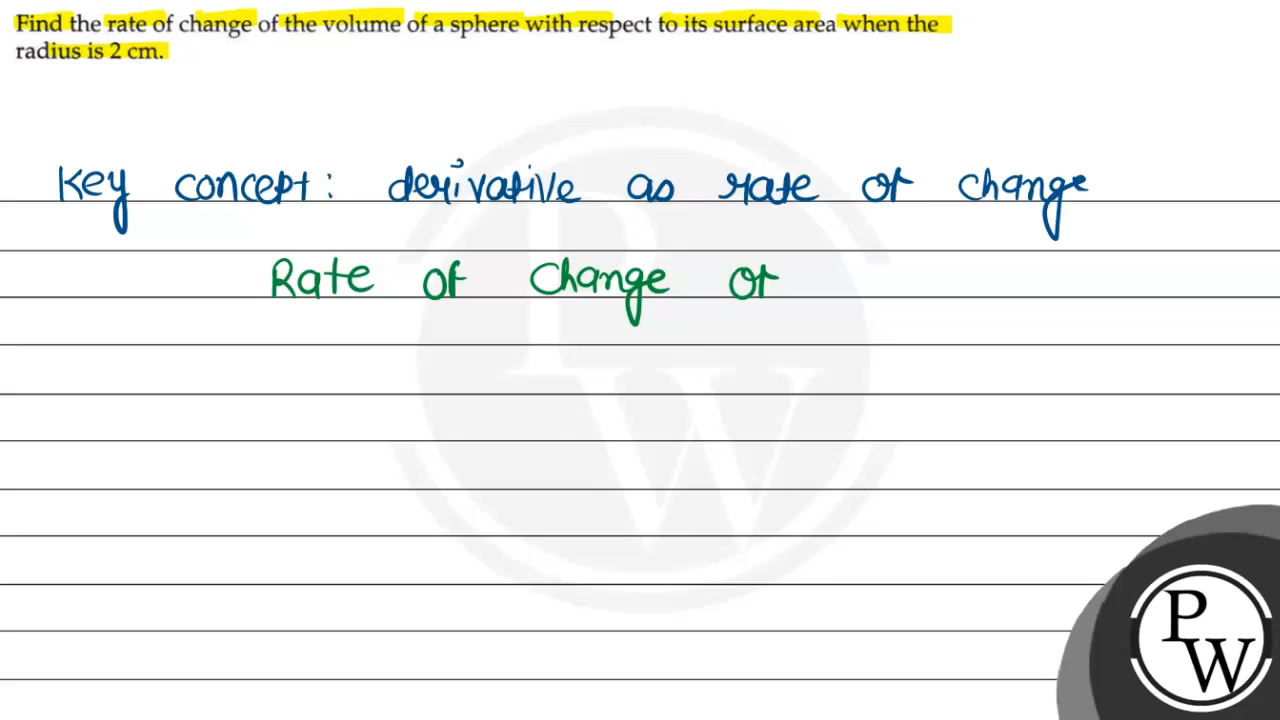 Find the rate of change of the volume of a sphere with respect to its surface area when the
radius is 2 cm.
Key concept: derivative as rate of change
Rate of change of
PW
PW